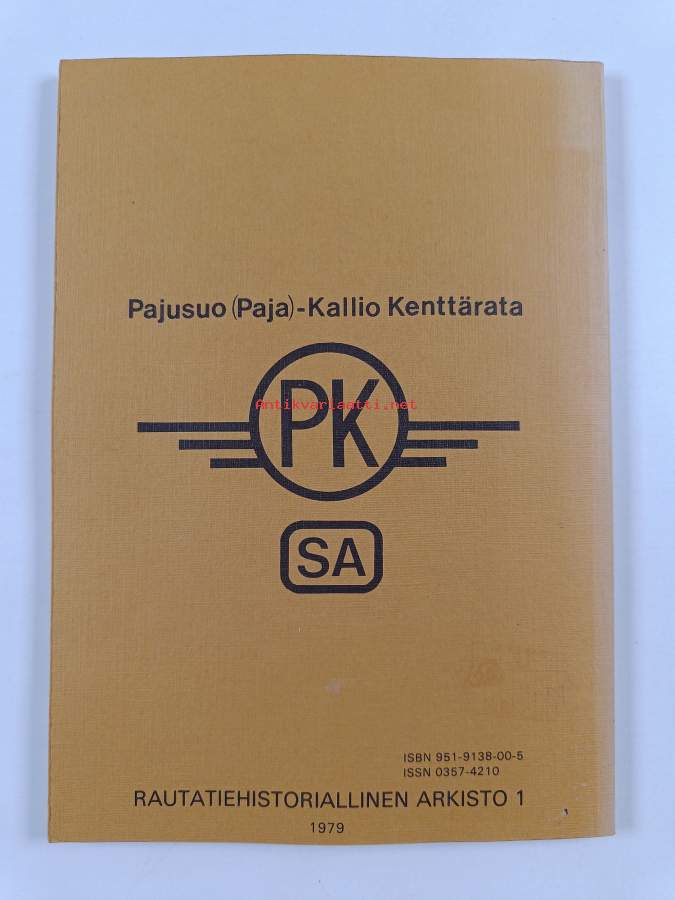 Pajusuo (Paja)-Kallio Kenttärata
PK
Antikvariaatti.net
SA
ISBN 951-9138-00-5
ISSN 0357-4210
RAUTATIEHISTORIALLINEN ARKISTO 1
1979